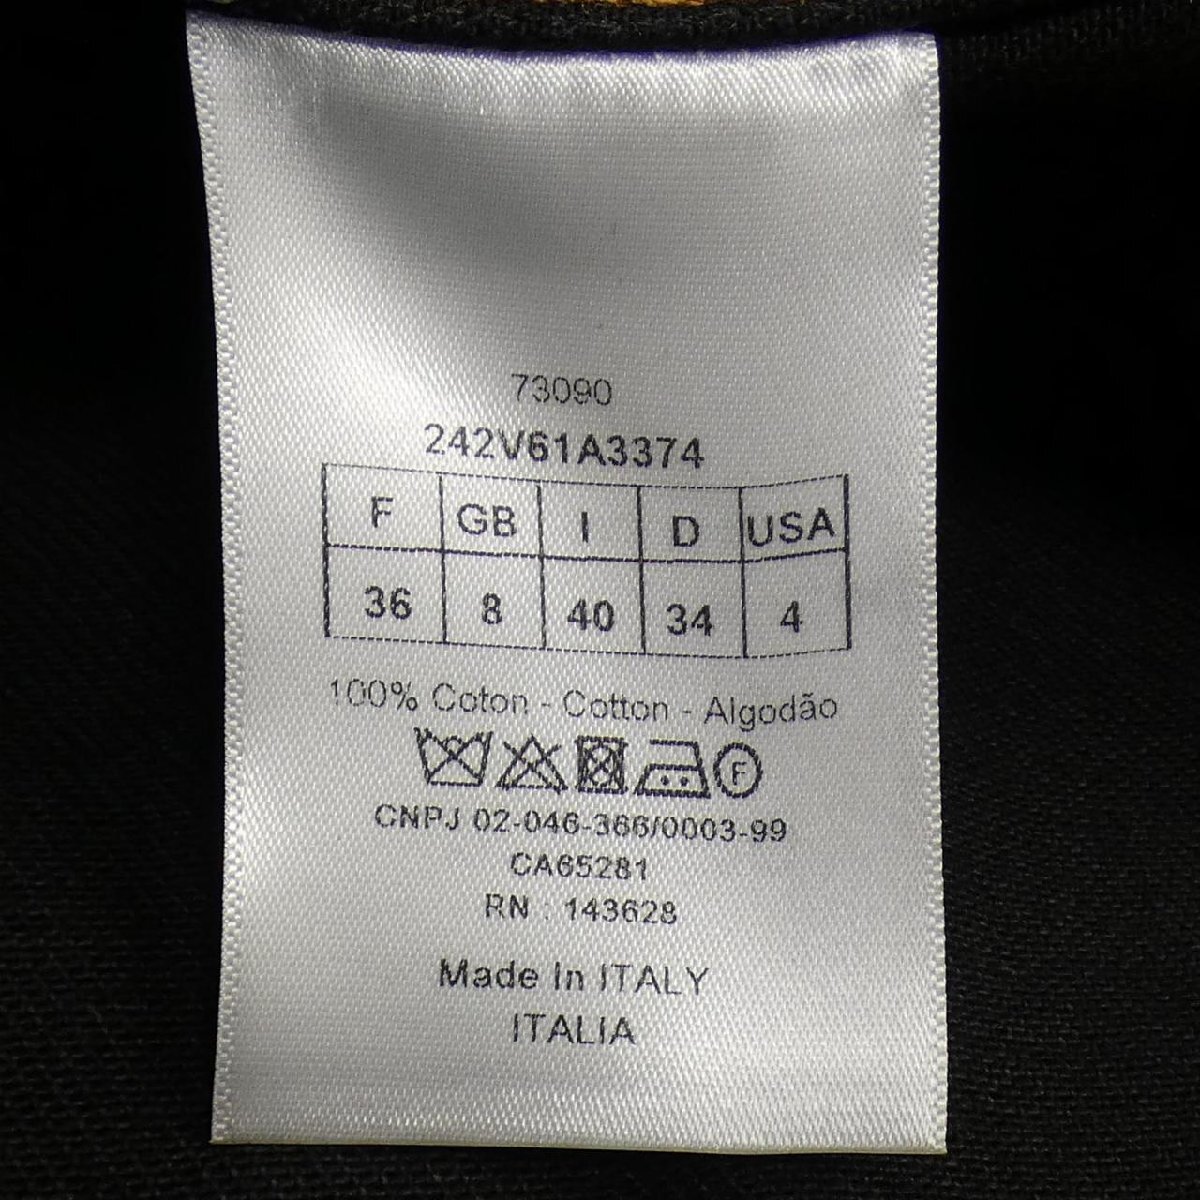 73090
242V61A3374
F GB I D USA
36 8 40 34 4
100% Coton - Cotton - Algodão
F
CNPJ 02-046-366/0003-99
CA65281
RN : 143628
Made In ITALY
ITALIA